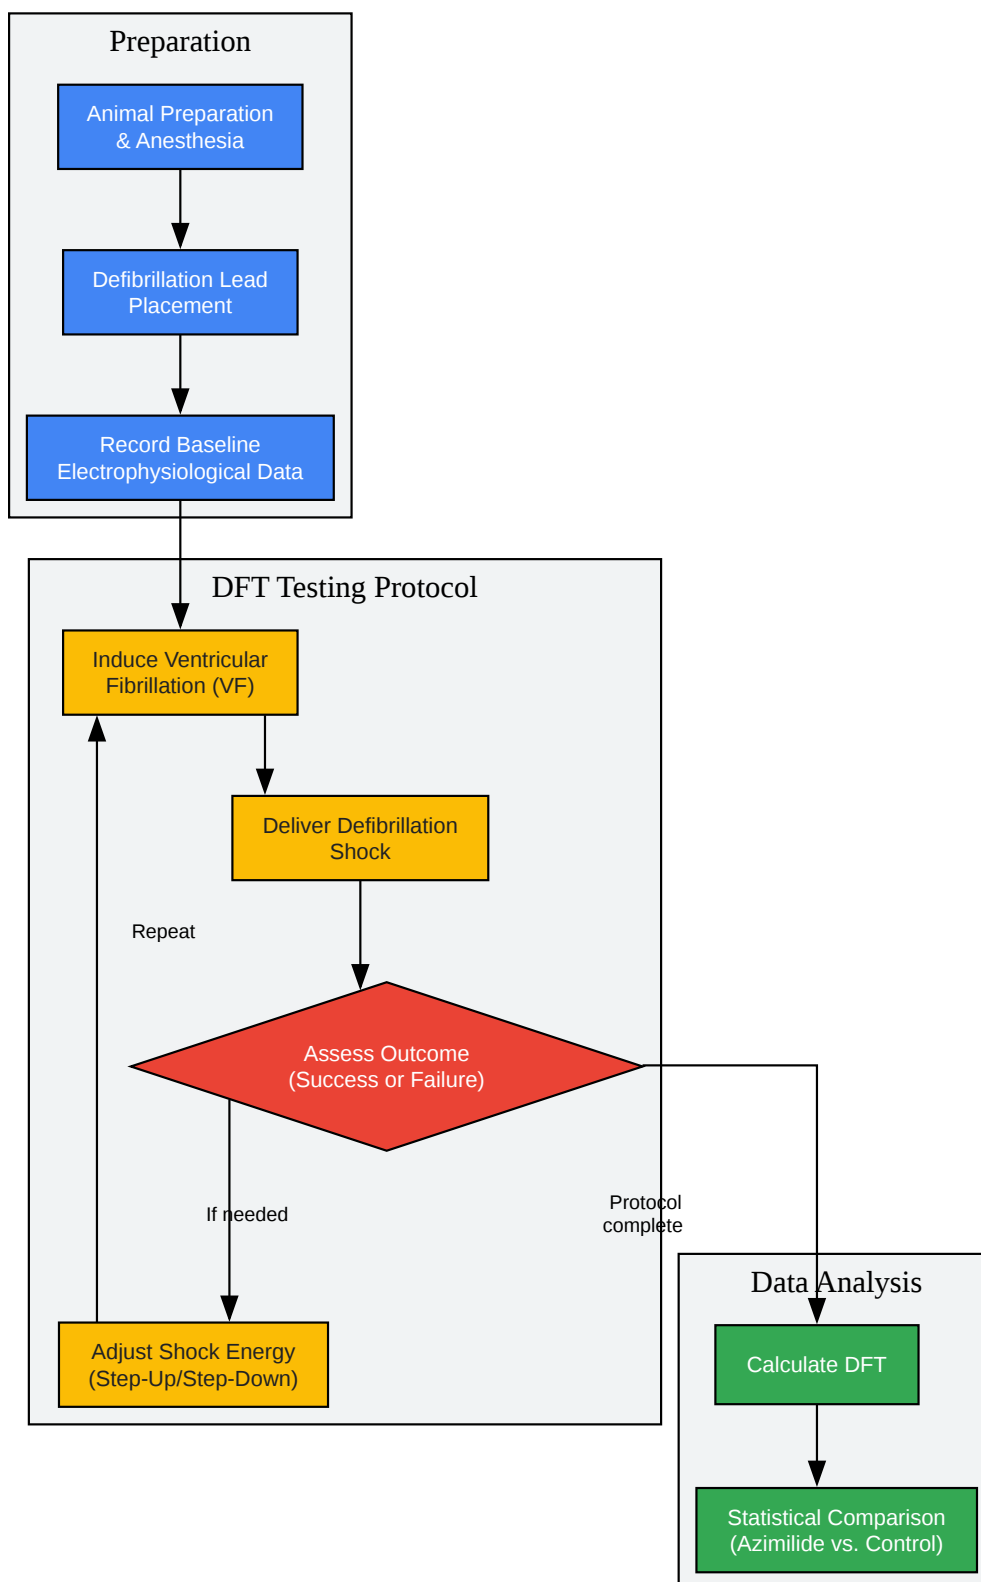 Preparation
Animal Preparation
& Anesthesia
Defibrillation Lead
Placement
Record Baseline
Electrophysiological Data
DFT Testing Protocol
Induce Ventricular
Fibrillation (VF)
Deliver Defibrillation
Shock
Repeat
Assess Outcome
(Success or Failure)
If needed
Protocol
complete
Adjust Shock Energy
(Step-Up/Step-Down)
Data Analysis
Calculate DFT
Statistical Comparison
(Azimilide vs. Control)